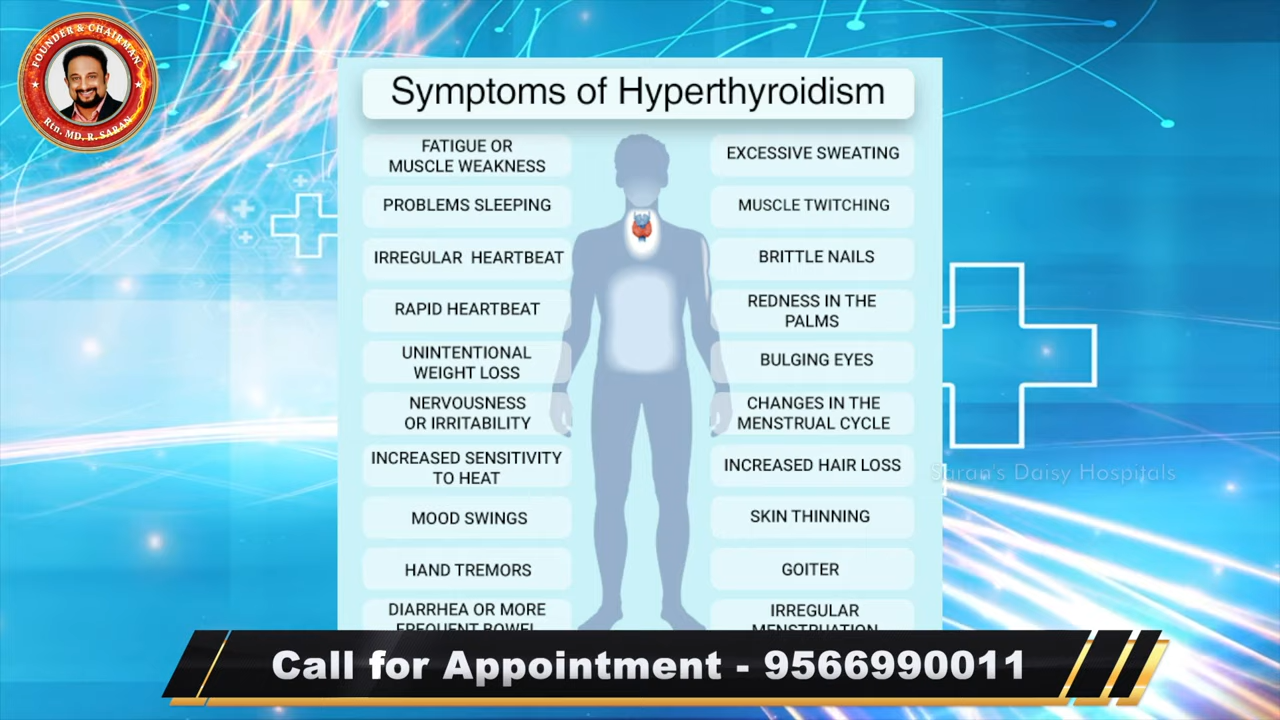 FOUNDER & CHAIRMAN
Rtn. MD. R. SARAN
Symptoms of Hyperthyroidism
FATIGUE OR
MUSCLE WEAKNESS
PROBLEMS SLEEPING
IRREGULAR HEARTBEAT
RAPID HEARTBEAT
UNINTENTIONAL
WEIGHT LOSS
NERVOUSNESS
OR IRRITABILITY
INCREASED SENSITIVITY
TO HEAT
MOOD SWINGS
HAND TREMORS
DIARRHEA OR MORE
FREQUENT BOWEL
EXCESSIVE SWEATING
MUSCLE TWITCHING
BRITTLE NAILS
REDNESS IN THE
PALMS
BULGING EYES
CHANGES IN THE
MENSTRUAL CYCLE
INCREASED HAIR LOSS
SKIN THINNING
GOITER
IRREGULAR
MENSTRUATION
Saran's Daisy Hospitals
Call for Appointment - 9566990011